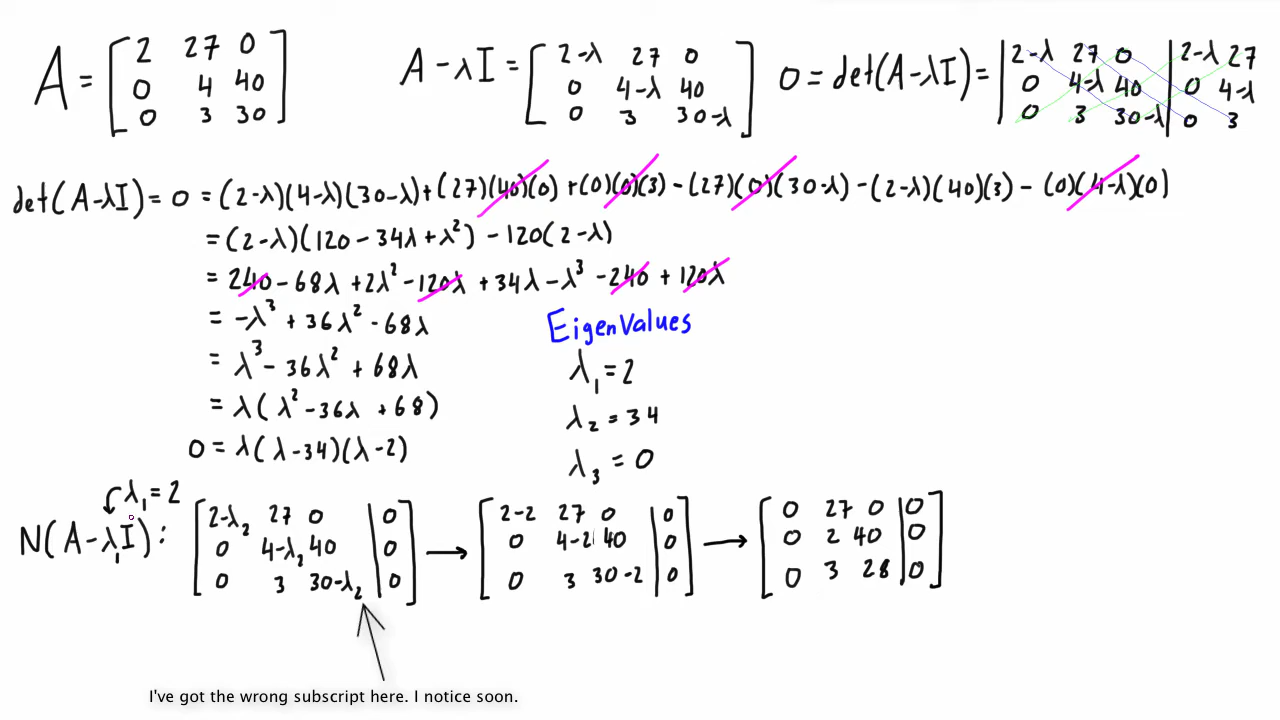 A = [2 27 0; 0 4 40; 0 3 30]
A - λI = [2-λ 27 0; 0 4-λ 40; 0 3 30-λ]
0 = det(A-λI) = |2-λ 27 0; 0 4-λ 40; 0 3 30-λ| 2-λ 27; 0 4-λ; 0 3
det(A-λI) = 0 = (2-λ)(4-λ)(30-λ)+(27)(40)(0)+(0)(0)(3) - (27)(0)(30-λ) - (2-λ)(40)(3) - (0)(4-λ)(0)
= (2-λ)(120 - 34λ + λ²) - 120(2-λ)
= 240 - 68λ + 2λ² - 120λ + 34λ - λ³ - 240 + 120λ
= -λ³ + 36λ² - 68λ
= λ³ - 36λ² + 68λ
= λ(λ² - 36λ + 68)
0 = λ(λ-34)(λ-2)
EigenValues
λ₁ = 2
λ₂ = 34
λ₃ = 0
λ₁ = 2
N(A-λ₁I): [2-λ₂ 27 0 | 0; 0 4-λ₂ 40 | 0; 0 3 30-λ₂ | 0] → [2-2 27 0 | 0; 0 4-2 40 | 0; 0 3 30-2 | 0] → [0 27 0 | 0; 0 2 40 | 0; 0 3 28 | 0]
I've got the wrong subscript here. I notice soon.